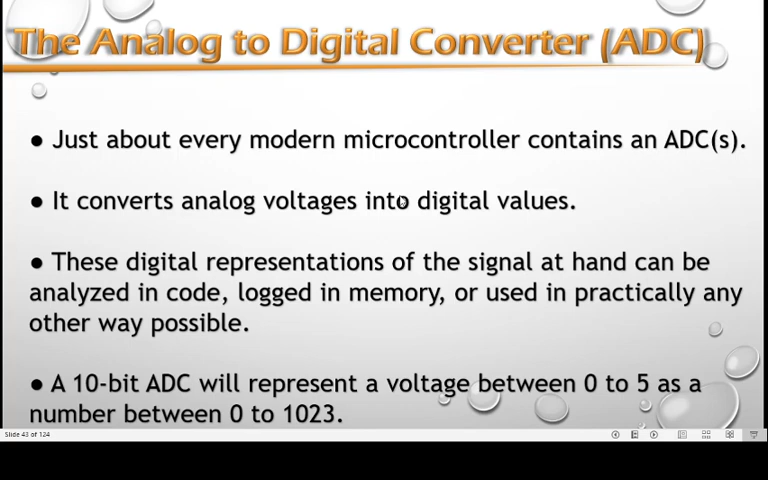 The Analog to Digital Converter (ADC)
● Just about every modern microcontroller contains an ADC(s).
● It converts analog voltages into digital values.
● These digital representations of the signal at hand can be
analyzed in code, logged in memory, or used in practically any
other way possible.
● A 10-bit ADC will represent a voltage between 0 to 5 as a
number between 0 to 1023.
Slide 43 of 124